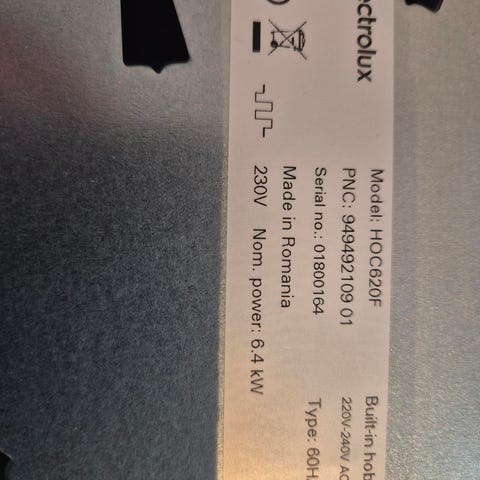 ectrolux
Model: HOC620F
Built-in hob
PNC: 949492109 01
220V-240V AC
Serial no.: 01800164
Type: 60H
Made in Romania
230V Nom. power: 6.4 kW